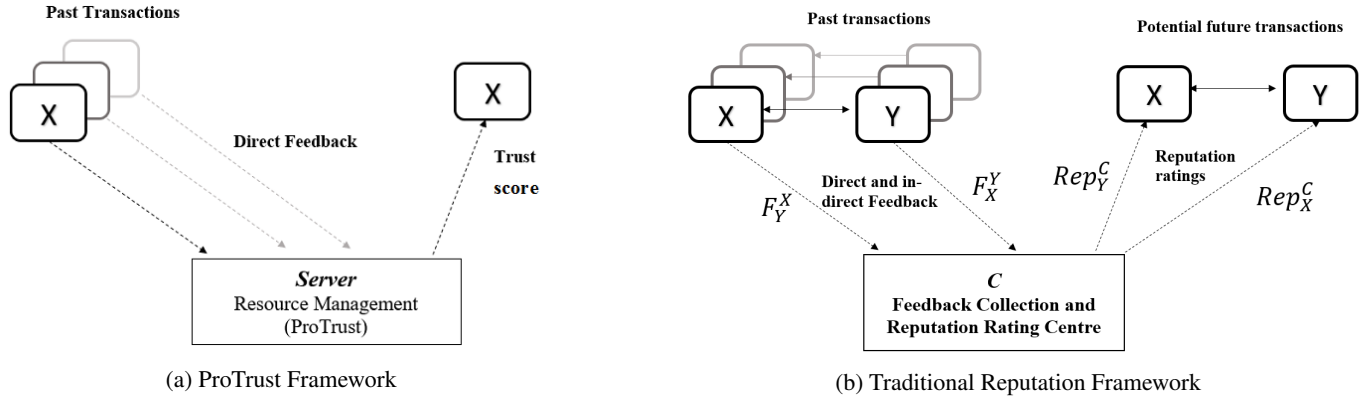 Past Transactions
X
Direct Feedback
X
Trust
score
Server
Resource Management
(ProTrust)
(a) ProTrust Framework
Past transactions
Potential future transactions
X
Y
X
Y
Direct and in-
direct Feedback
F_Y^X
F_X^Y
Rep_Y^C
Reputation
ratings
Rep_X^C
C
Feedback Collection and
Reputation Rating Centre
(b) Traditional Reputation Framework